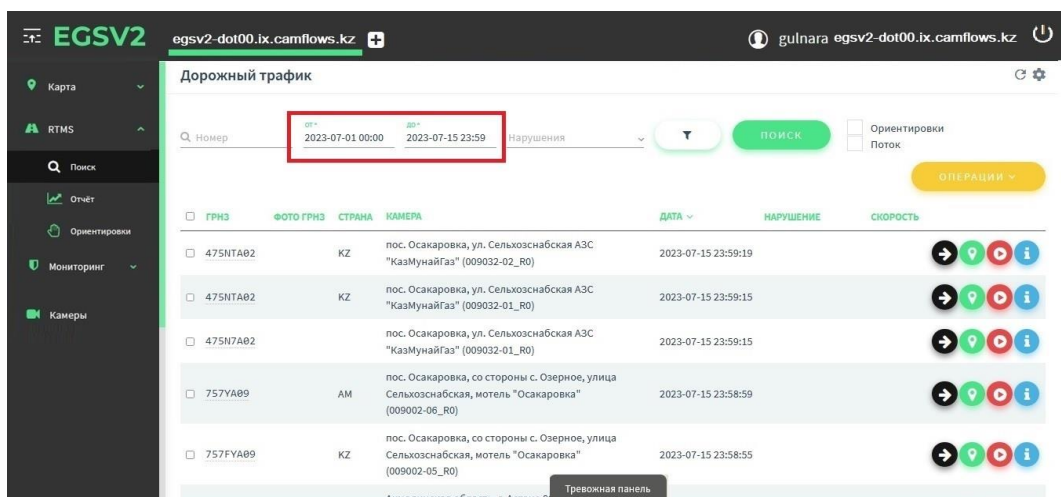 EGSV2
egsv2-dot00.ix.camflows.kz
gulnara egsv2-dot00.ix.camflows.kz
Карта
RTMS
Поиск
Отчёт
Ориентировки
Мониторинг
Камеры
Дорожный трафик
Номер
от*
2023-07-01 00:00
до*
2023-07-15 23:59
Нарушения
ПОИСК
Ориентировки
Поток
ОПЕРАЦИИ
ГРНЗ ФОТО ГРНЗ СТРАНА КАМЕРА ДАТА НАРУШЕНИЕ СКОРОСТЬ
475NTA02 KZ пос. Осакаровка, ул. Сельхозснабская АЗС 2023-07-15 23:59:19
"КазМунайГаз" (009032-02_R0)
475NTA02 KZ пос. Осакаровка, ул. Сельхозснабская АЗС 2023-07-15 23:59:15
"КазМунайГаз" (009032-01_R0)
475N7A02 пос. Осакаровка, ул. Сельхозснабская АЗС 2023-07-15 23:59:15
"КазМунайГаз" (009032-01_R0)
пос. Осакаровка, со стороны с. Озерное, улица
757YA09 AM Сельхозснабская, мотель "Осакаровка" 2023-07-15 23:58:59
(009002-06_R0)
пос. Осакаровка, со стороны с. Озерное, улица
757FYA09 KZ Сельхозснабская, мотель "Осакаровка" 2023-07-15 23:58:55
(009002-05_R0)
Тревожная панель